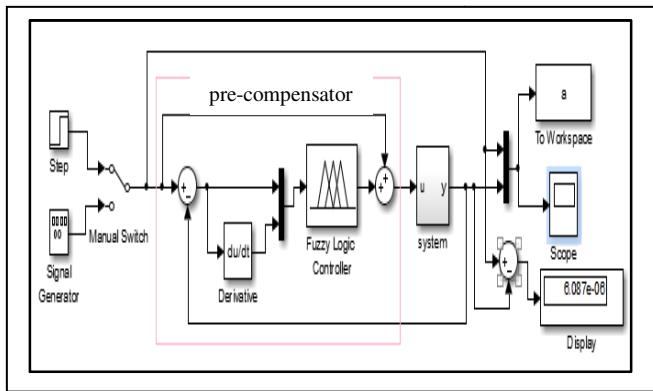 pre-compensator
Step
Manual Switch
Signal
Generator
du/dt
Derivative
Fuzzy Logic
Controller
u y
system
a
To Workspace
Scope
6.087e-06
Display